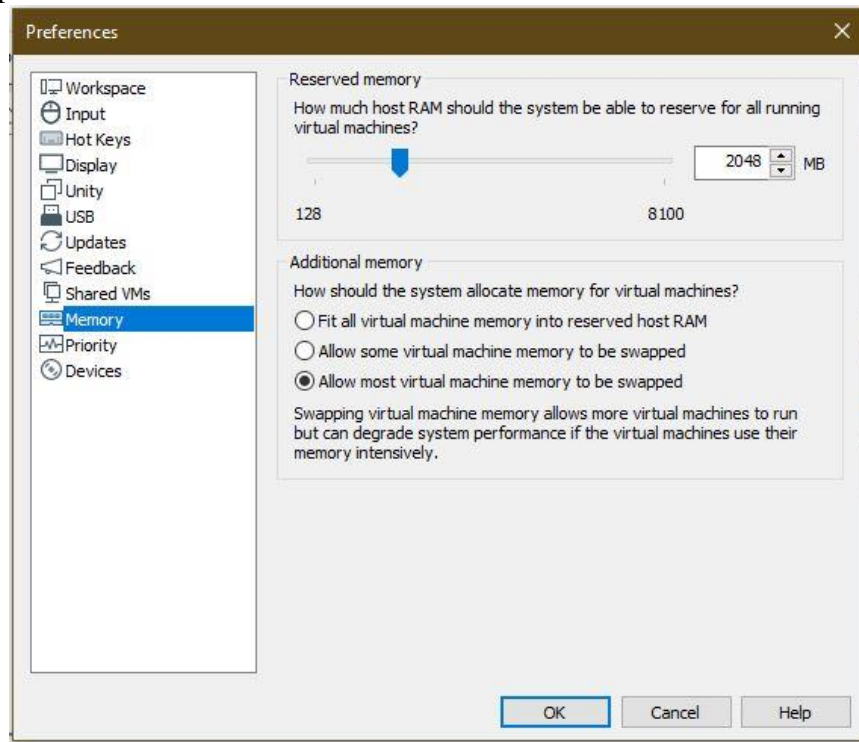 Preferences
Workspace
Input
Hot Keys
Display
Unity
USB
Updates
Feedback
Shared VMs
Memory
Priority
Devices
Reserved memory
How much host RAM should the system be able to reserve for all running
virtual machines?
2048 MB
128 8100
Additional memory
How should the system allocate memory for virtual machines?
Fit all virtual machine memory into reserved host RAM
Allow some virtual machine memory to be swapped
Allow most virtual machine memory to be swapped
Swapping virtual machine memory allows more virtual machines to run
but can degrade system performance if the virtual machines use their
memory intensively.
OK Cancel Help